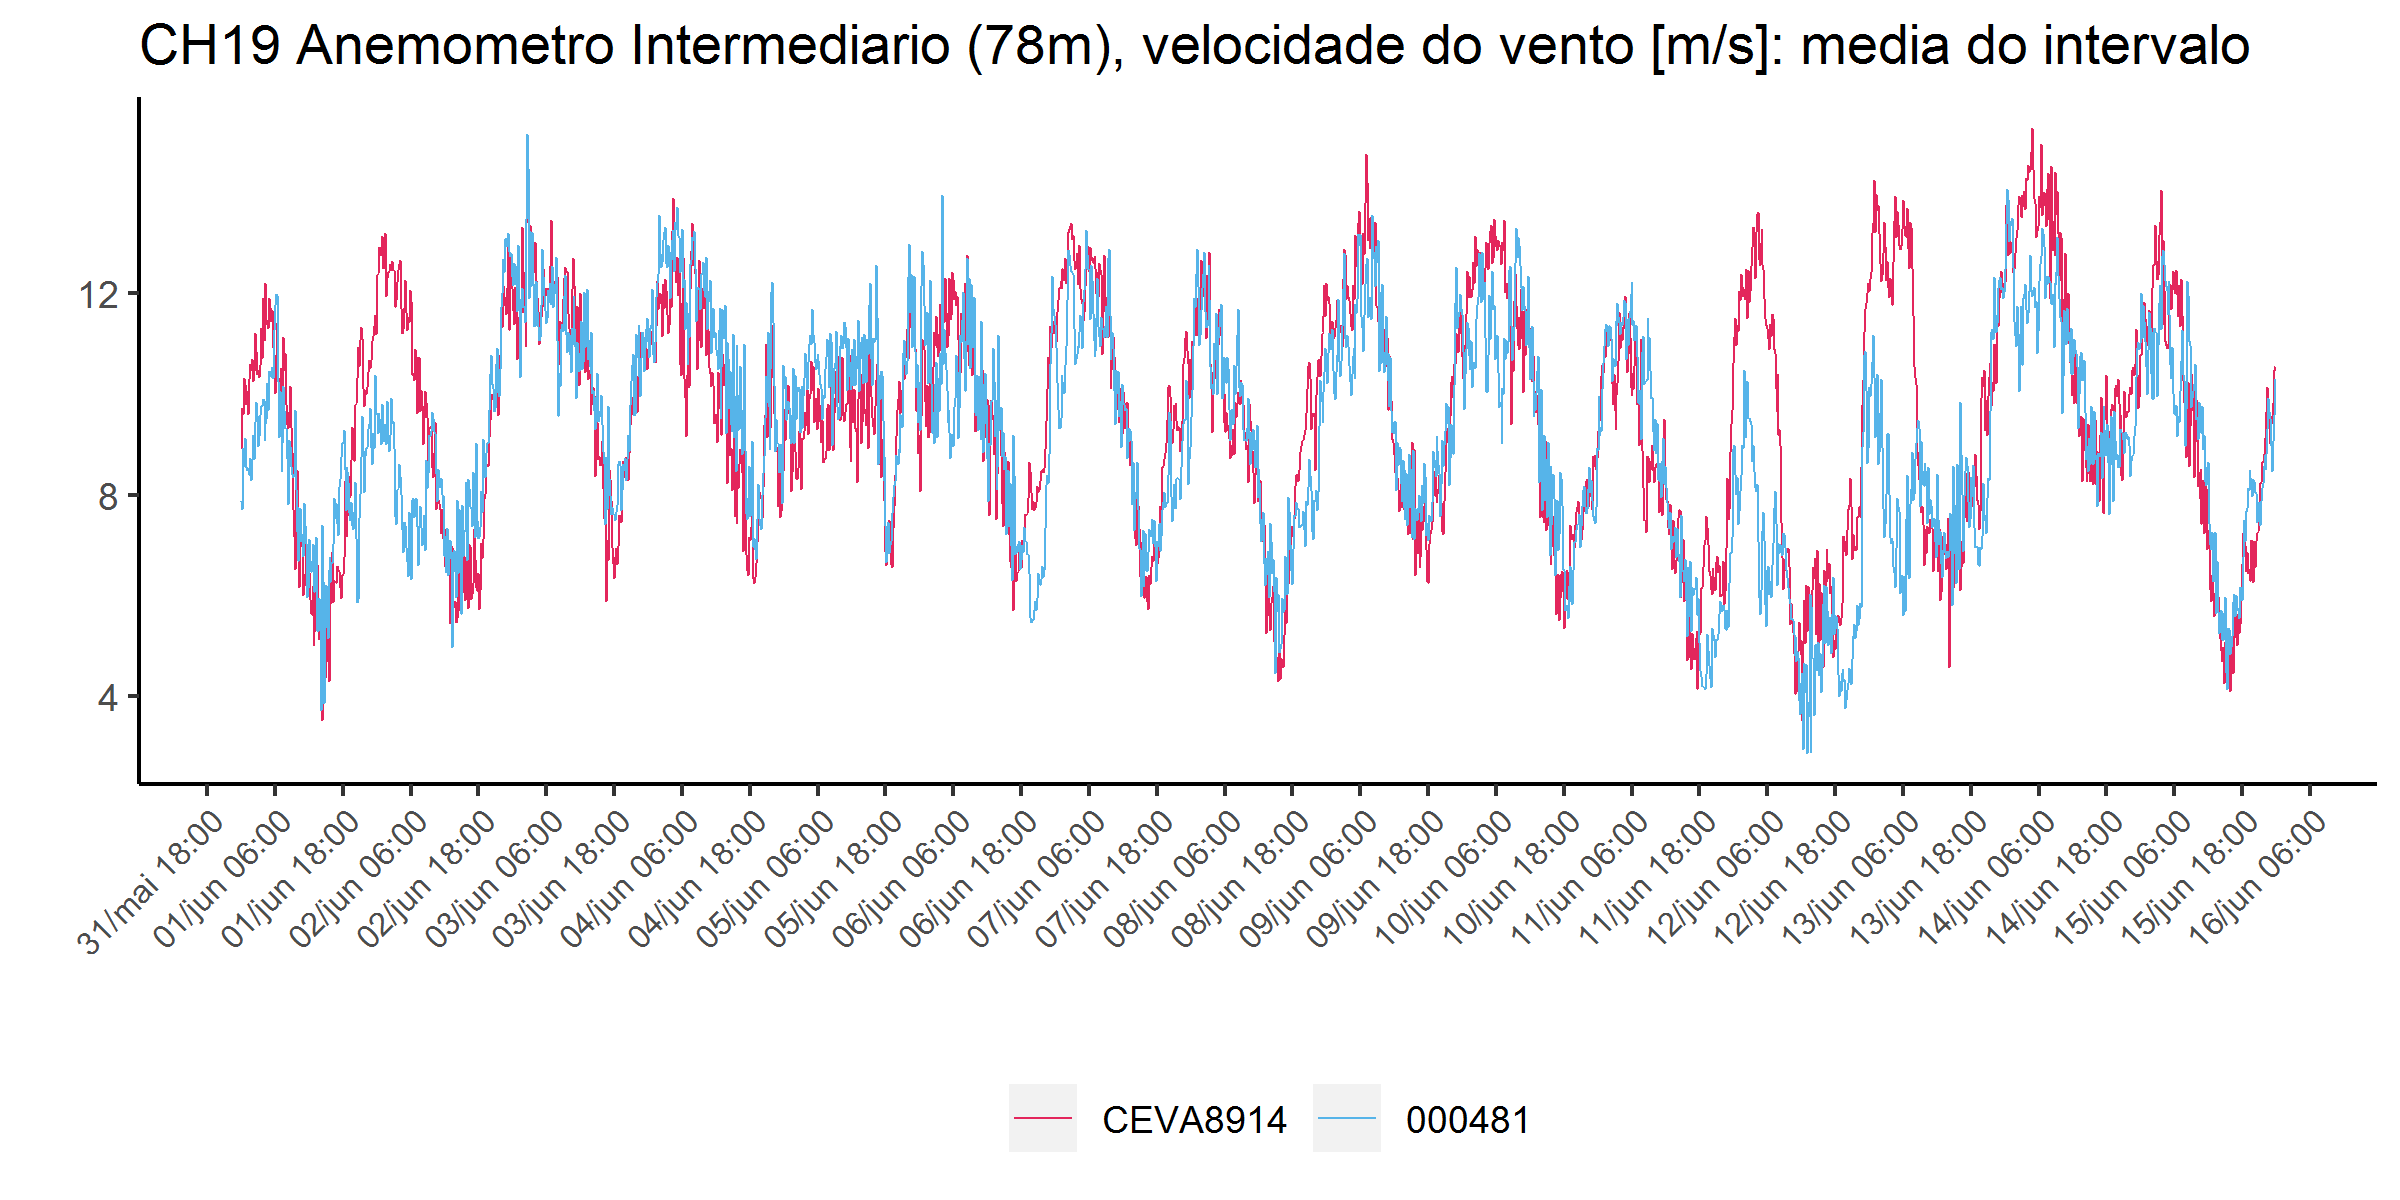 CH19 Anemometro Intermediario (78m), velocidade do vento [m/s]: media do intervalo
12
8
4
31/mai 18:00
01/jun 06:00
01/jun 18:00
02/jun 06:00
02/jun 18:00
03/jun 06:00
03/jun 18:00
04/jun 06:00
04/jun 18:00
05/jun 06:00
05/jun 18:00
06/jun 06:00
06/jun 18:00
07/jun 06:00
07/jun 18:00
08/jun 06:00
08/jun 18:00
09/jun 06:00
09/jun 18:00
10/jun 06:00
10/jun 18:00
11/jun 06:00
11/jun 18:00
12/jun 06:00
12/jun 18:00
13/jun 06:00
13/jun 18:00
14/jun 06:00
14/jun 18:00
15/jun 06:00
15/jun 18:00
16/jun 06:00
CEVA8914
000481